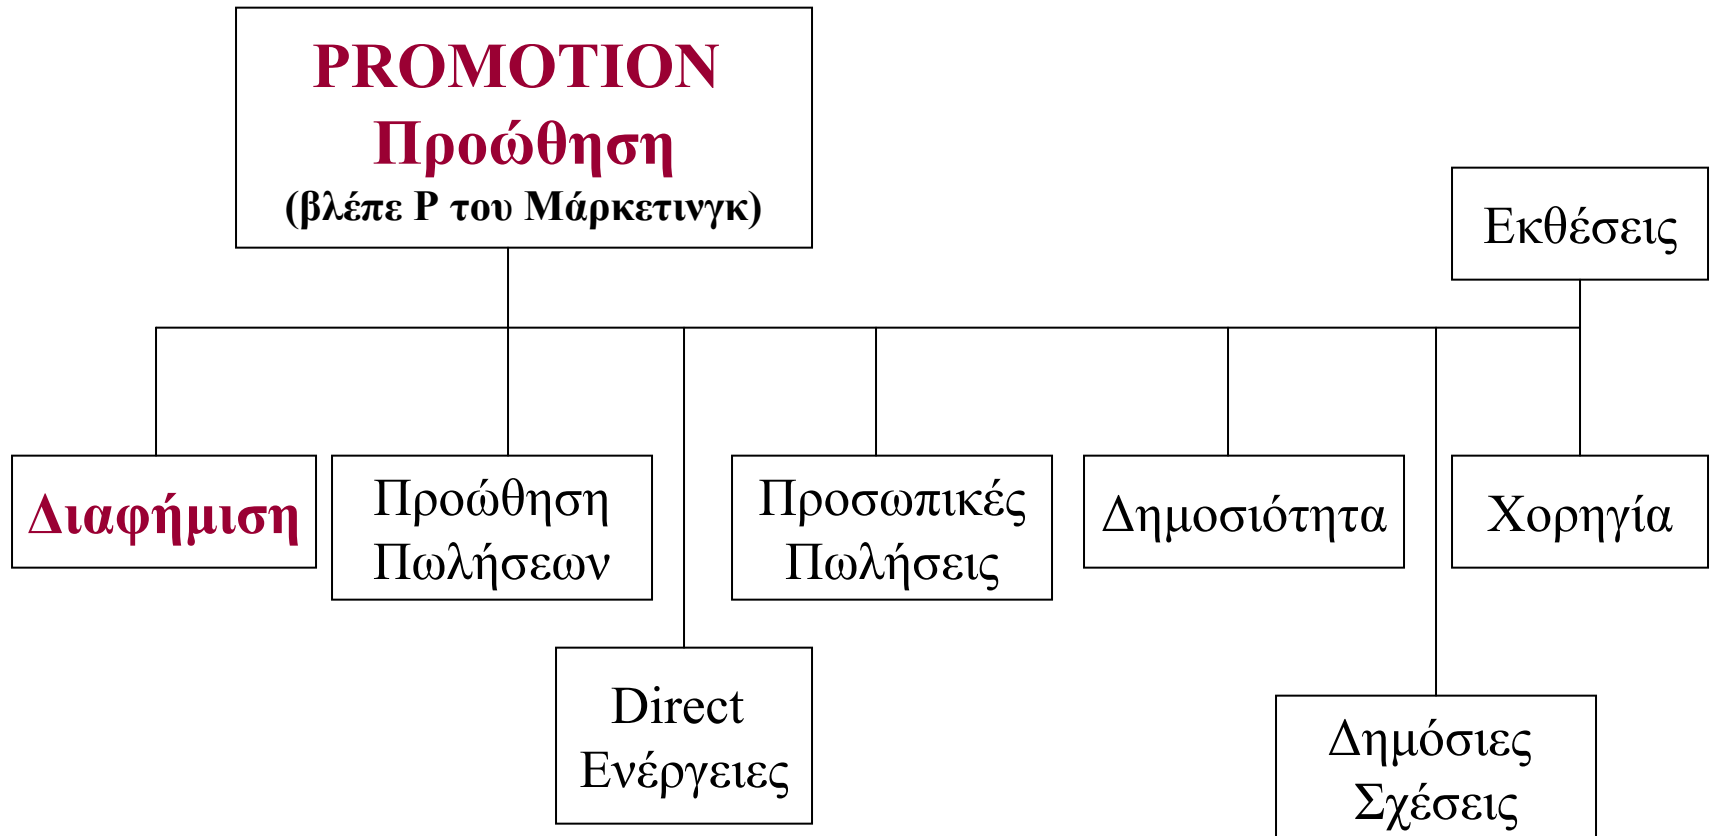 PROMOTION
Προώθηση
(βλέπε P του Μάρκετινγκ)
Εκθέσεις
Διαφήμιση
Προώθηση
Πωλήσεων
Προσωπικές
Πωλήσεις
Δημοσιότητα
Χορηγία
Direct
Ενέργειες
Δημόσιες
Σχέσεις